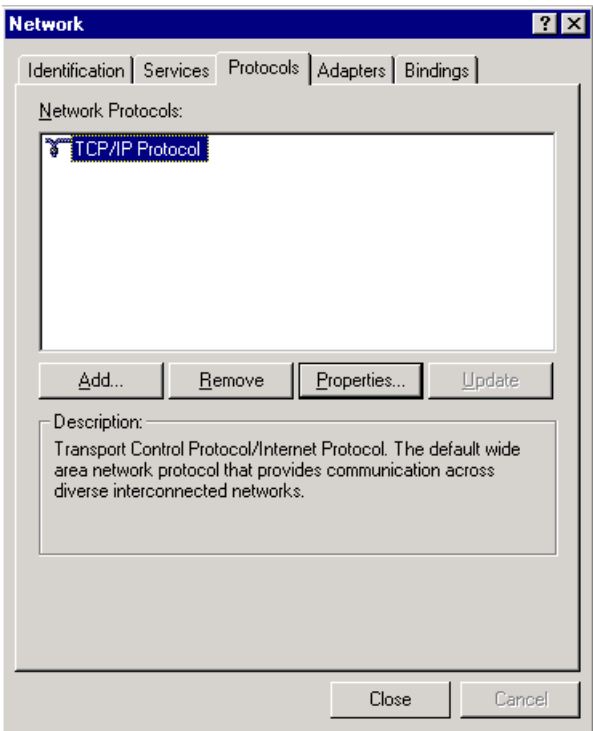 Network
Identification Services Protocols Adapters Bindings
Network Protocols:
TCP/IP Protocol
Add... Remove Properties... Update
Description:
Transport Control Protocol/Internet Protocol. The default wide
area network protocol that provides communication across
diverse interconnected networks.
Close Cancel